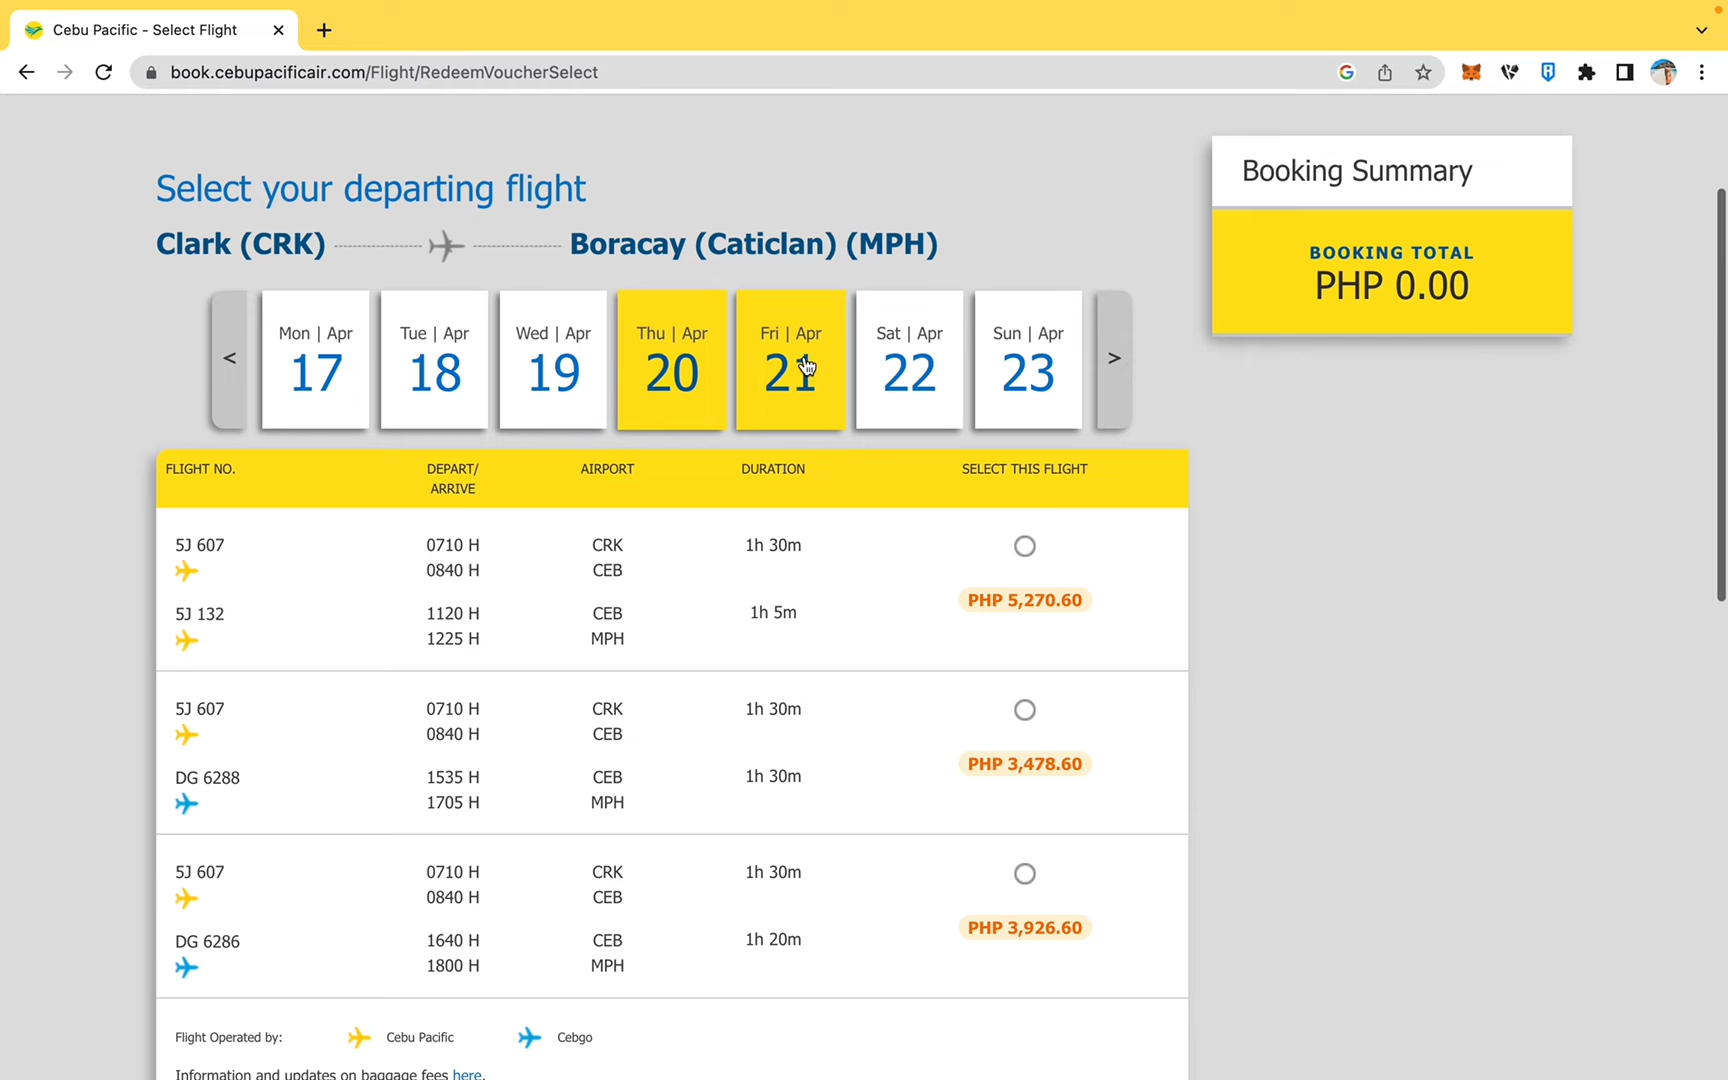 Cebu Pacific - Select Flight
book.cebupacificair.com/Flight/RedeemVoucherSelect
Select your departing flight
Clark (CRK) Boracay (Caticlan) (MPH)
Booking Summary
BOOKING TOTAL
PHP 0.00
< Mon | Apr Tue | Apr Wed | Apr Thu | Apr Fri | Apr Sat | Apr Sun | Apr >
17 18 19 20 21 22 23
FLIGHT NO. DEPART/ AIRPORT DURATION SELECT THIS FLIGHT
ARRIVE
5J 607 0710 H CRK 1h 30m
0840 H CEB
PHP 5,270.60
5J 132 1120 H CEB 1h 5m
1225 H MPH
5J 607 0710 H CRK 1h 30m
0840 H CEB
PHP 3,478.60
DG 6288 1535 H CEB 1h 30m
1705 H MPH
5J 607 0710 H CRK 1h 30m
0840 H CEB
PHP 3,926.60
DG 6286 1640 H CEB 1h 20m
1800 H MPH
Flight Operated by: Cebu Pacific Cebgo
Information and updates on baggage fees here.